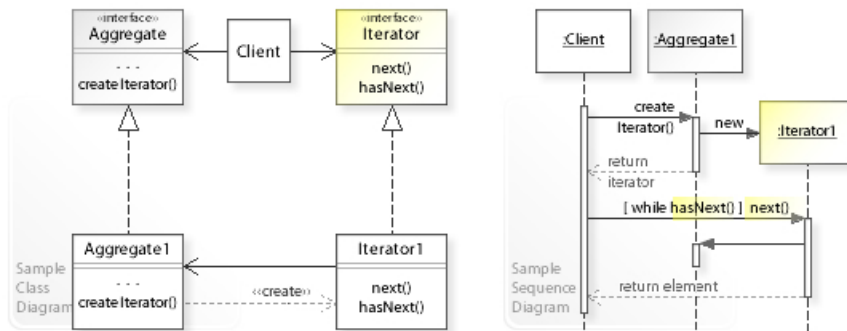 «interface»
Aggregate
. . .
createIterator()
Client
«interface»
Iterator
next()
hasNext()
Aggregate1
. . .
createIterator()
Iterator1
next()
hasNext()
«create»
Sample
Class
Diagram
:Client
:Aggregate1
:Iterator1
create
Iterator()
new
return
iterator
[ while hasNext() ] next()
return element
Sample
Sequence
Diagram